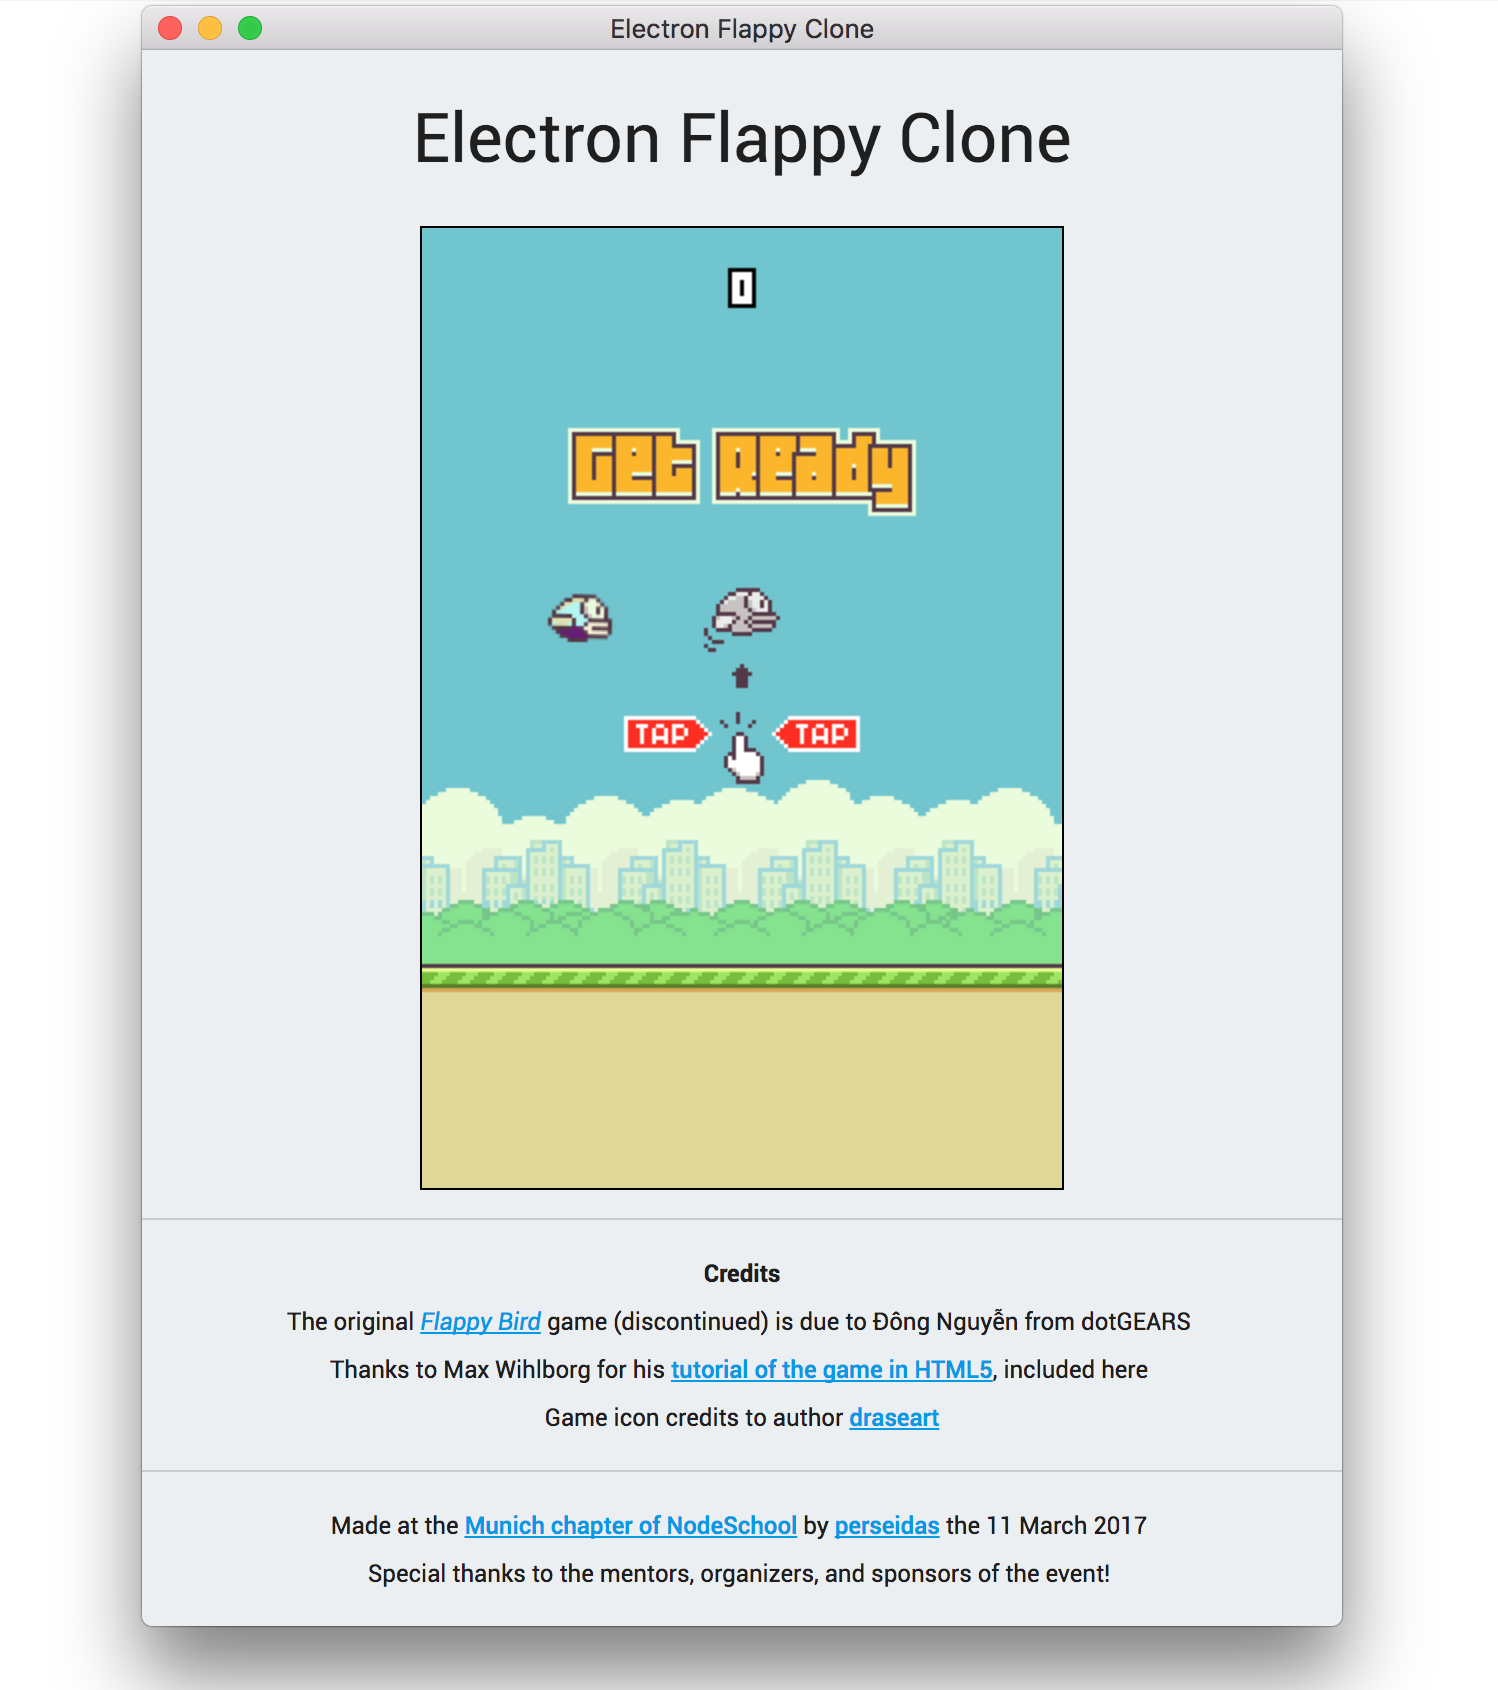 Electron Flappy Clone
Electron Flappy Clone
0
Get Ready
TAP TAP
Credits
The original Flappy Bird game (discontinued) is due to Đông Nguyễn from dotGEARS
Thanks to Max Wihlborg for his tutorial of the game in HTML5, included here
Game icon credits to author draseart
Made at the Munich chapter of NodeSchool by perseidas the 11 March 2017
Special thanks to the mentors, organizers, and sponsors of the event!